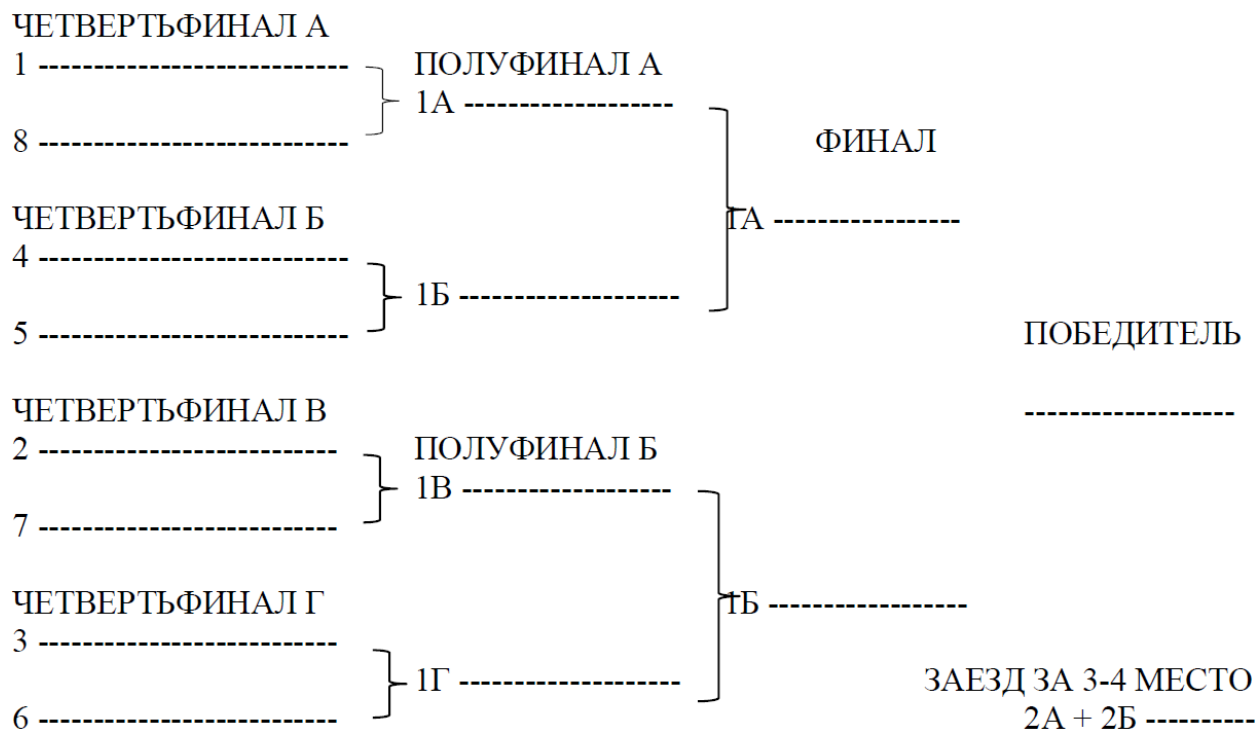 ЧЕТВЕРТЬФИНАЛ А
1 ----------------------------
8 ----------------------------
ЧЕТВЕРТЬФИНАЛ Б
4 ----------------------------
5 ----------------------------
ЧЕТВЕРТЬФИНАЛ В
2 ---------------------------
7 ---------------------------
ЧЕТВЕРТЬФИНАЛ Г
3 ---------------------------
6 ---------------------------
ПОЛУФИНАЛ А
1А -------------------
1Б --------------------
ПОЛУФИНАЛ Б
1В -------------------
1Г --------------------
ФИНАЛ
1А -----------------
1Б ------------------
ПОБЕДИТЕЛЬ
-------------------
ЗАЕЗД ЗА 3-4 МЕСТО
2А + 2Б ----------